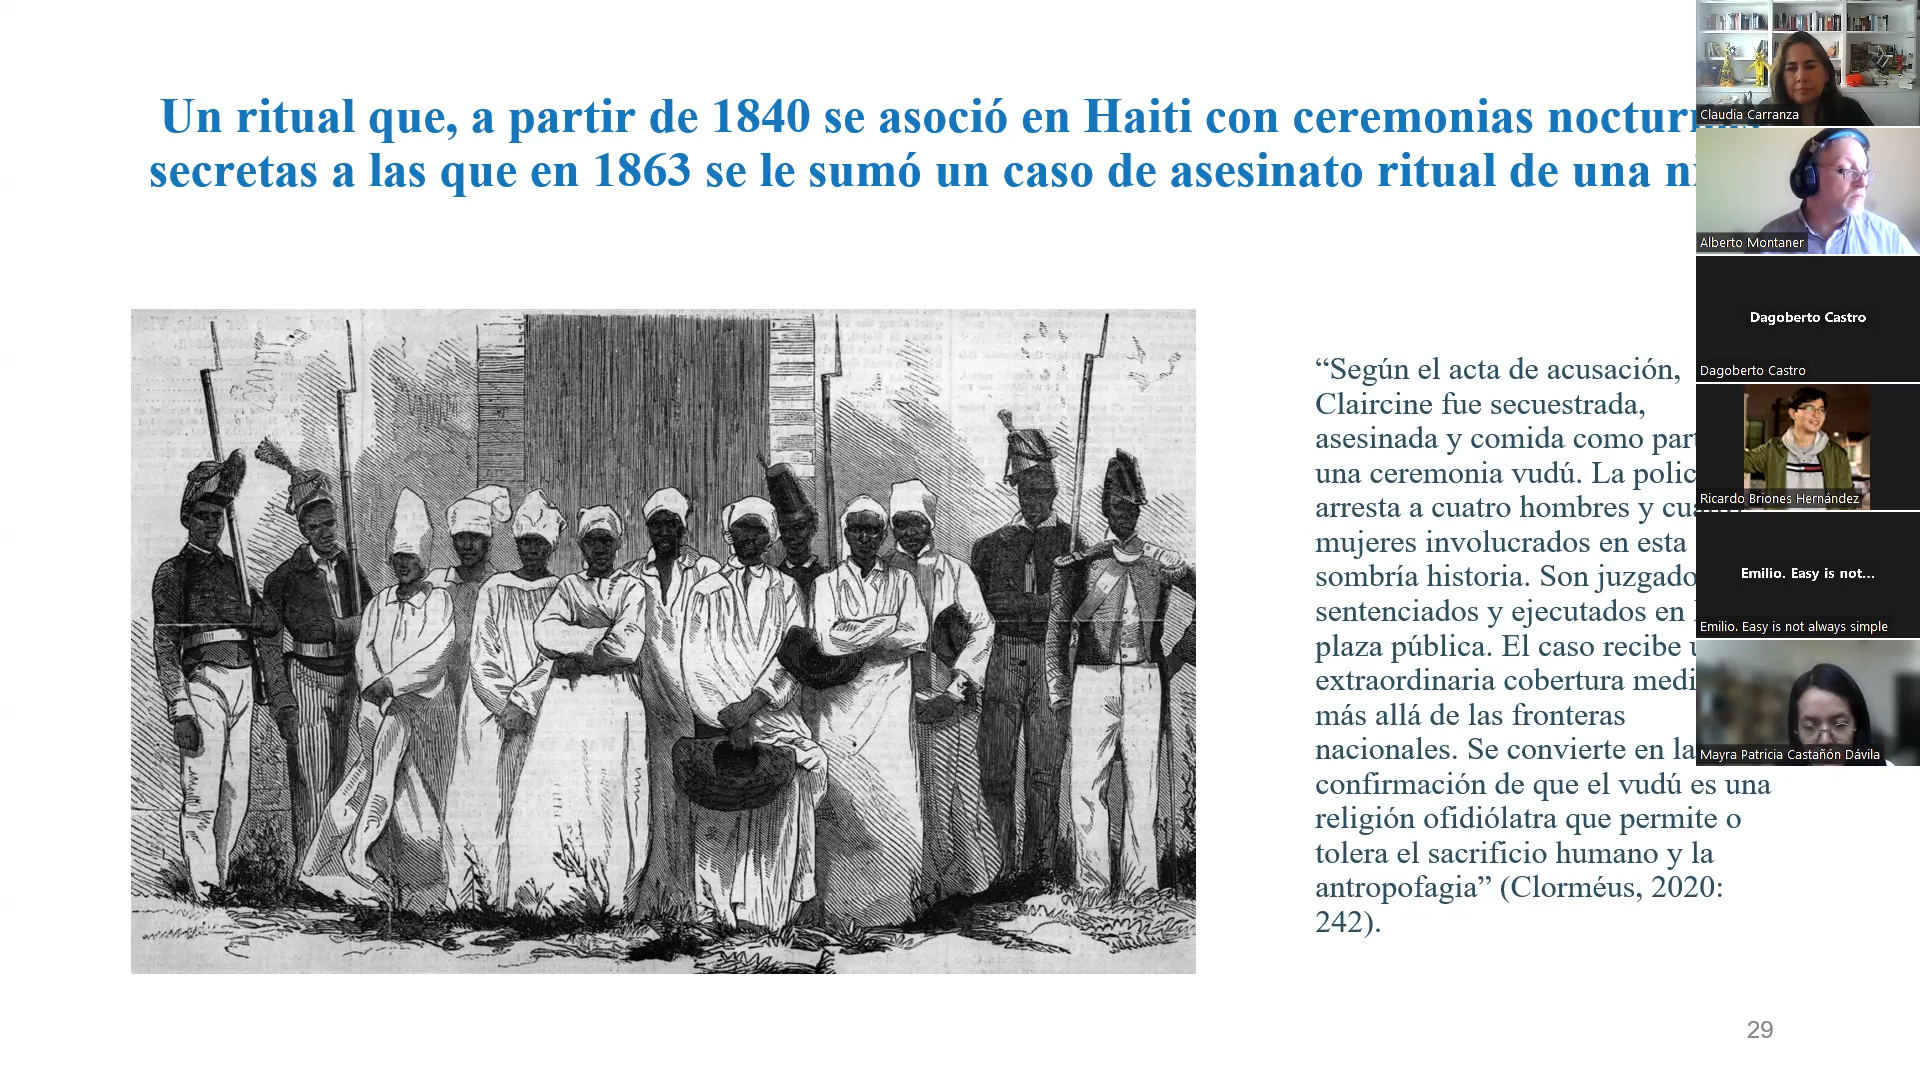 Un ritual que, a partir de 1840 se asoció en Haiti con ceremonias
secretas a las que en 1863 se le sumó un caso de asesinato ritual de una
“Según el acta de acusación,
Claircine fue secuestrada,
asesinada y comida como
una ceremonia vudú. La
arresta a cuatro hombres y
mujeres involucrados en esta
sombría historia. Son
sentenciados y ejecutados en
plaza pública. El caso recibe
extraordinaria cobertura
más allá de las fronteras
nacionales. Se convierte en la
confirmación de que el vudú es una
religión ofidiólatra que permite o
tolera el sacrificio humano y la
antropofagia” (Clorméus, 2020:
242).
29
Claudia Carranza
Alberto Montaner
Dagoberto Castro
Dagoberto Castro
Ricardo Briones Hernández
Emilio. Easy is not...
Emilio. Easy is not always simple
Mayra Patricia Castañón Dávila